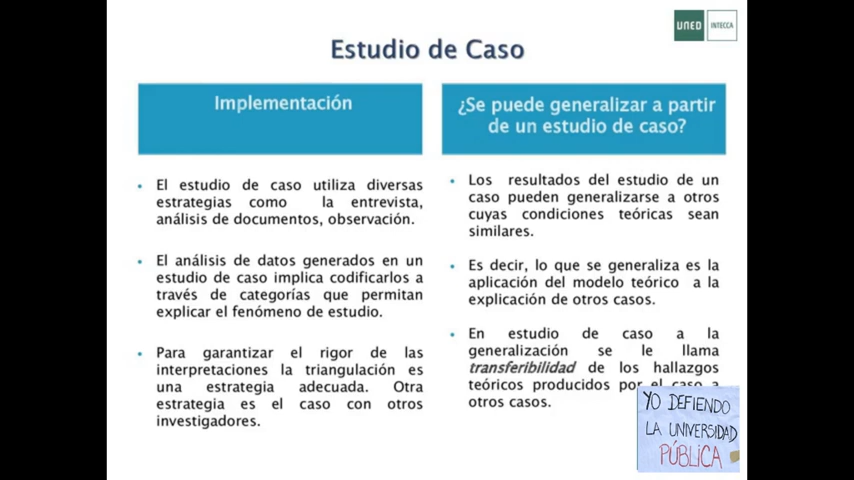 UNED
INTECCA
Estudio de Caso
Implementación
El estudio de caso utiliza diversas
estrategias como la entrevista,
análisis de documentos, observación.
El análisis de datos generados en un
estudio de caso implica codificarlos a
través de categorías que permitan
explicar el fenómeno de estudio.
Para garantizar el rigor de las
interpretaciones la triangulación es
una estrategia adecuada. Otra
estrategia es el caso con otros
investigadores.
¿Se puede generalizar a partir
de un estudio de caso?
Los resultados del estudio de un
caso pueden generalizarse a otros
cuyas condiciones teóricas sean
similares.
Es decir, lo que se generaliza es la
aplicación del modelo teórico a la
explicación de otros casos.
En estudio de caso a la
generalización se le llama
transferibilidad de los hallazgos
teóricos producidos por el caso a
otros casos.
YO DEFIENDO
LA UNIVERSIDAD
PÚBLICA